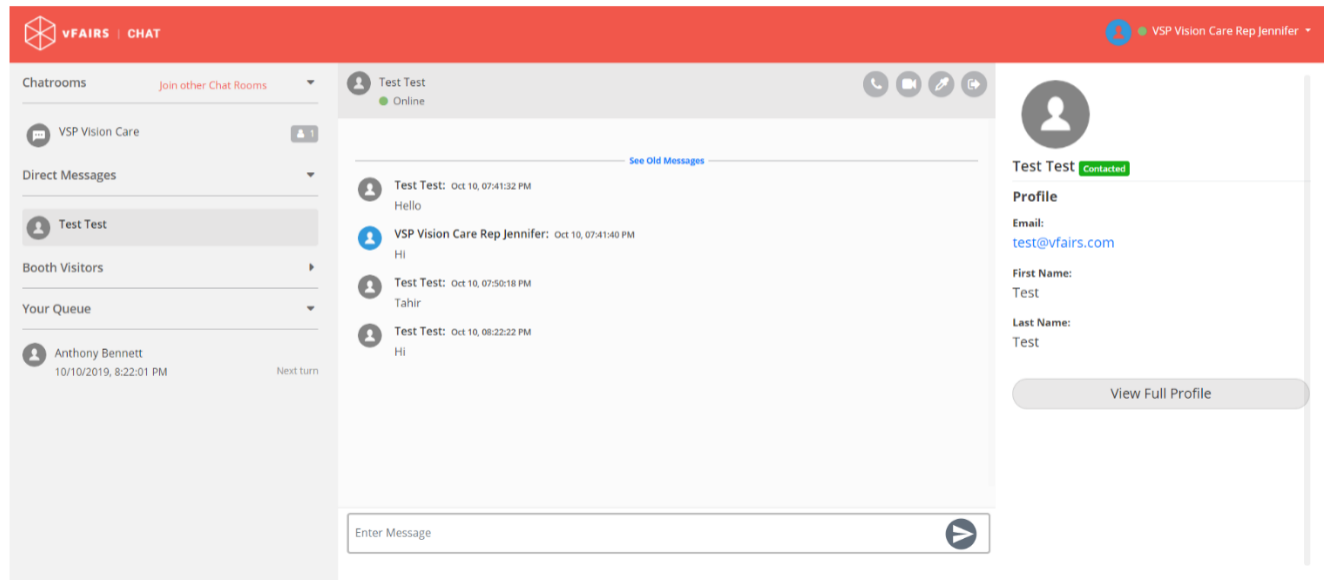 vFAIRS | CHAT
VSP Vision Care Rep Jennifer
Chatrooms
Join other Chat Rooms
VSP Vision Care
1
Direct Messages
Test Test
Booth Visitors
Your Queue
Anthony Bennett
10/10/2019, 8:22:01 PM
Next turn
Test Test
Online
See Old Messages
Test Test: Oct 10, 07:41:32 PM
Hello
VSP Vision Care Rep Jennifer: Oct 10, 07:41:40 PM
Hi
Test Test: Oct 10, 07:50:18 PM
Tahir
Test Test: Oct 10, 08:22:22 PM
Hi
Enter Message
Test Test Contacted
Profile
Email:
test@vfairs.com
First Name:
Test
Last Name:
Test
View Full Profile